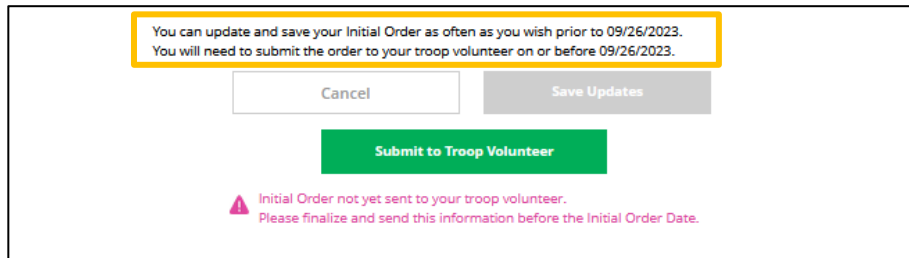 You can update and save your Initial Order as often as you wish prior to 09/26/2023.
You will need to submit the order to your troop volunteer on or before 09/26/2023.
Cancel
Save Updates
Submit to Troop Volunteer
Initial Order not yet sent to your troop volunteer.
Please finalize and send this information before the Initial Order Date.